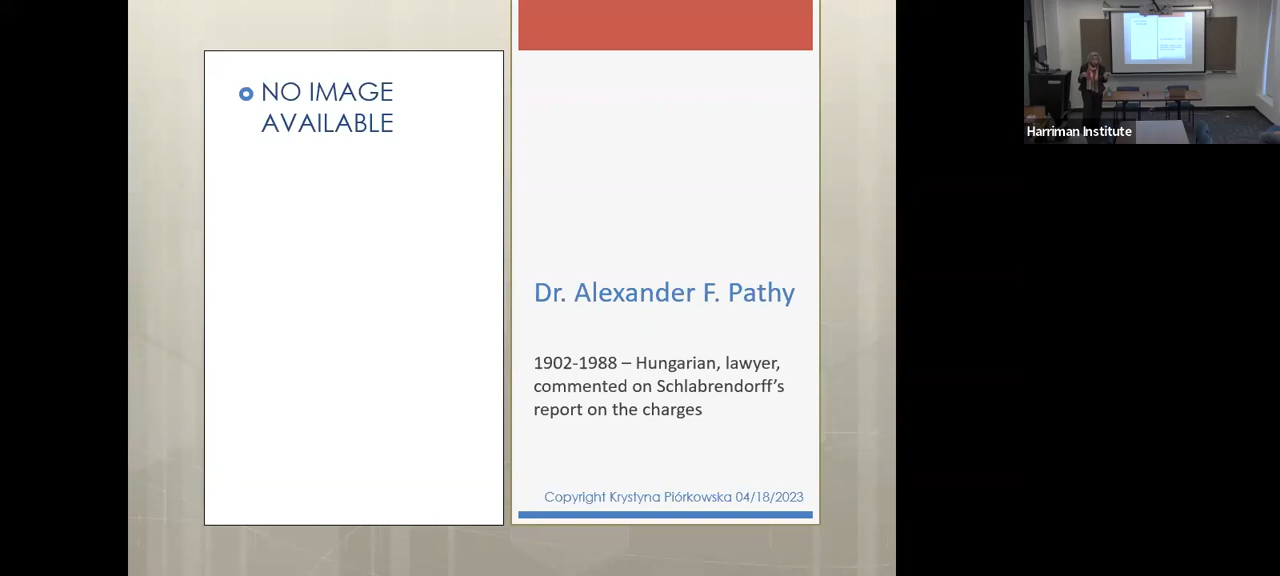 NO IMAGE
AVAILABLE
Dr. Alexander F. Pathy
1902-1988 – Hungarian, lawyer,
commented on Schlabrendorff’s
report on the charges
Copyright Krystyna Piórkowska 04/18/2023
Harriman Institute